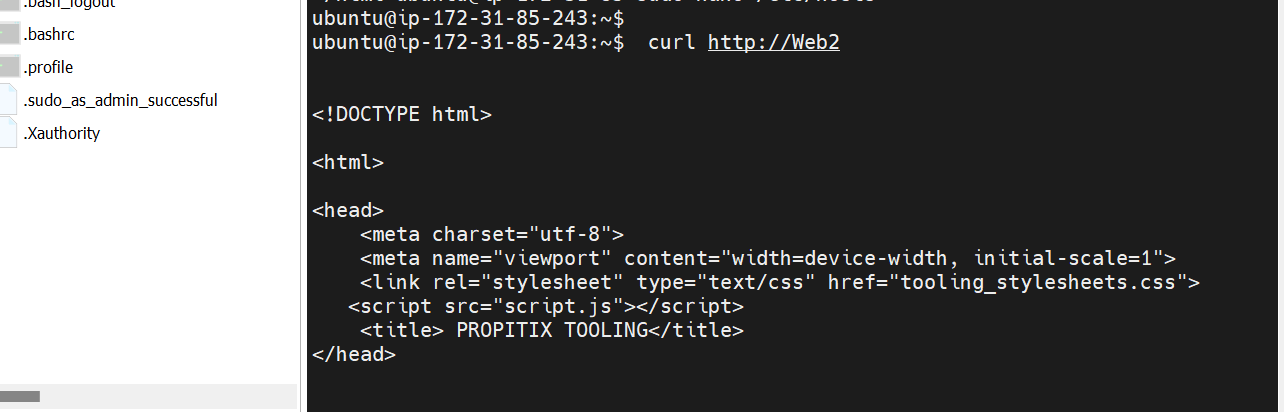 .bash_logout
.bashrc
.profile
.sudo_as_admin_successful
.Xauthority
ubuntu@ip-172-31-85-243:~$
ubuntu@ip-172-31-85-243:~$  curl http://Web2
<!DOCTYPE html>
<html>
<head>
    <meta charset="utf-8">
    <meta name="viewport" content="width=device-width, initial-scale=1">
    <link rel="stylesheet" type="text/css" href="tooling_stylesheets.css">
   <script src="script.js"></script>
    <title> PROPITIX TOOLING</title>
</head>